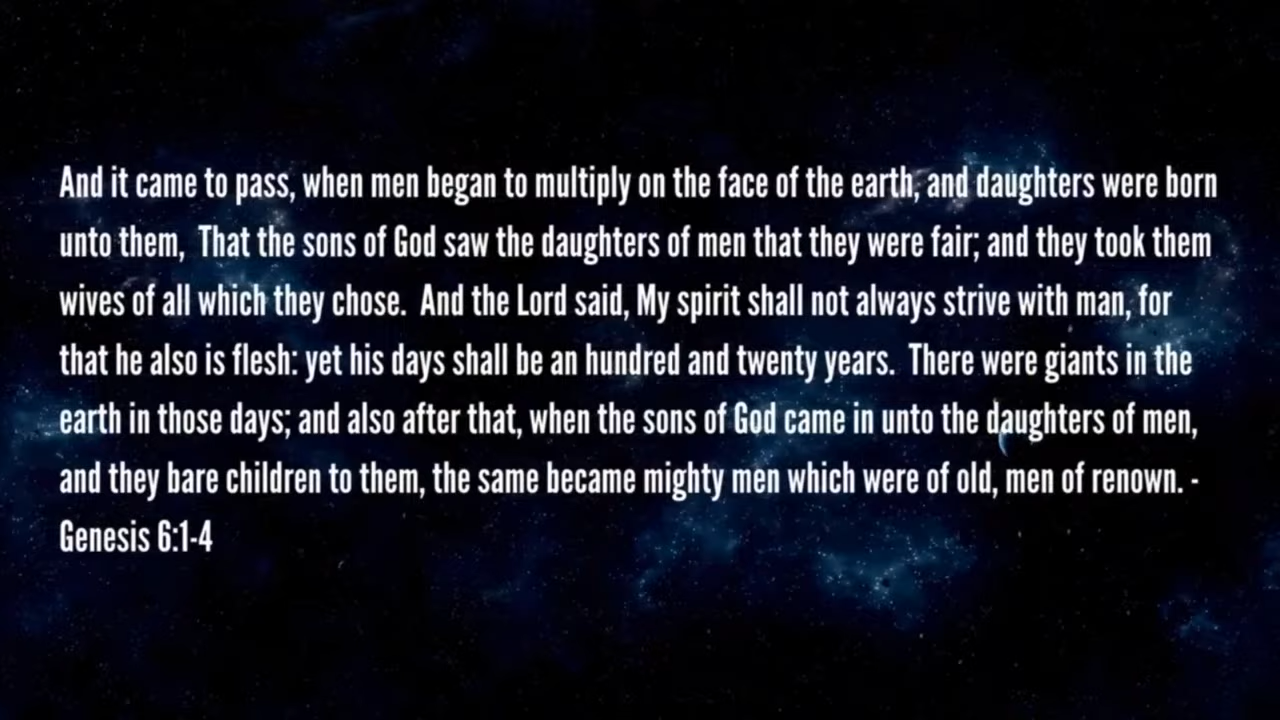 And it came to pass, when men began to multiply on the face of the earth, and daughters were born
unto them,  That the sons of God saw the daughters of men that they were fair; and they took them
wives of all which they chose.  And the Lord said, My spirit shall not always strive with man, for
that he also is flesh: yet his days shall be an hundred and twenty years.  There were giants in the
earth in those days; and also after that, when the sons of God came in unto the daughters of men,
and they bare children to them, the same became mighty men which were of old, men of renown. -
Genesis 6:1-4